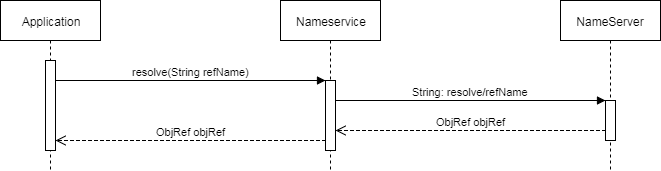 Application
Nameservice
NameServer
resolve(String refName)
String: resolve/refName
ObjRef objRef
ObjRef objRef